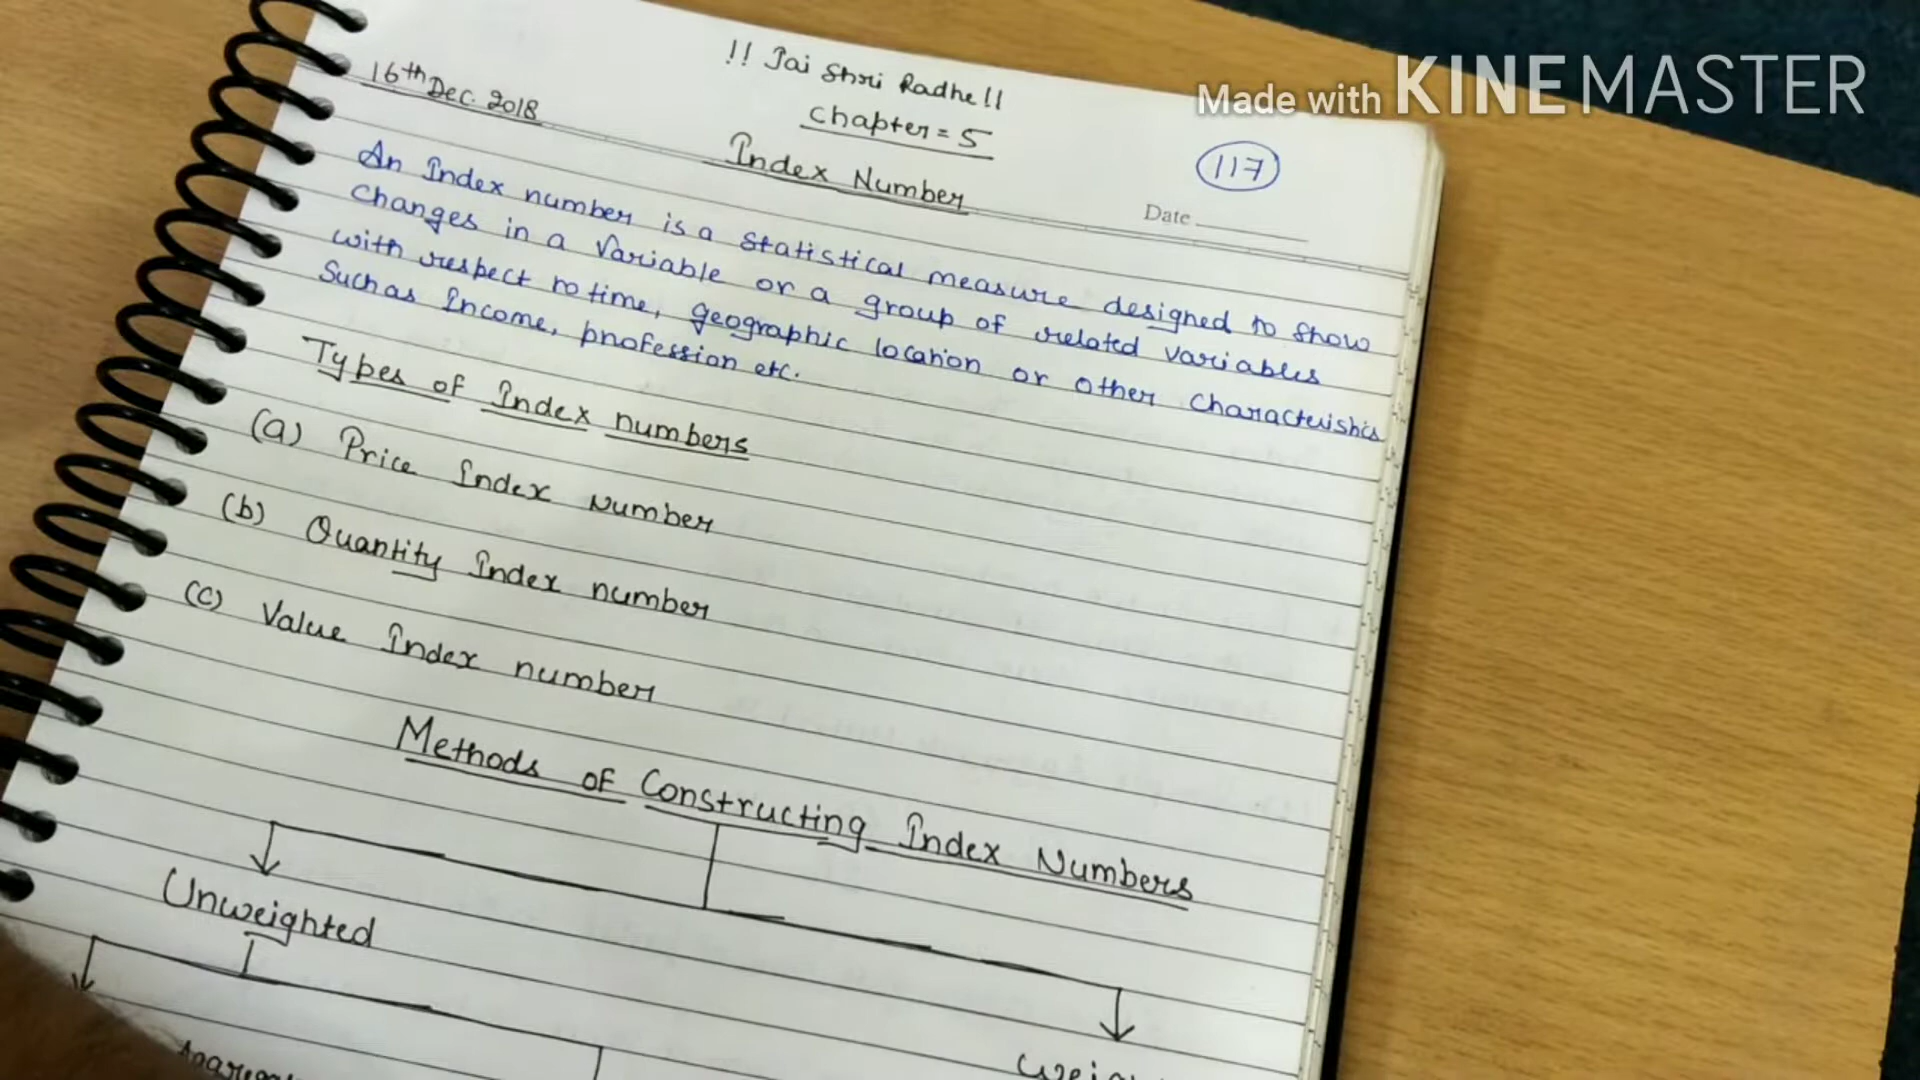 !! Jai Shri Radhe !!
Made with KINEMASTER
16th Dec. 2018
Chapter = 5
117
Index Number
Date
An Index number is a statistical measure designed to show
changes in a variable or a group of related variables
with respect to time, geographic location or other characteristics
Such as Income, profession etc.
Types of Index numbers
(a) Price Index Number
(b) Quantity Index number
(c) Value Index number
Methods of Constructing Index Numbers
Unweighted